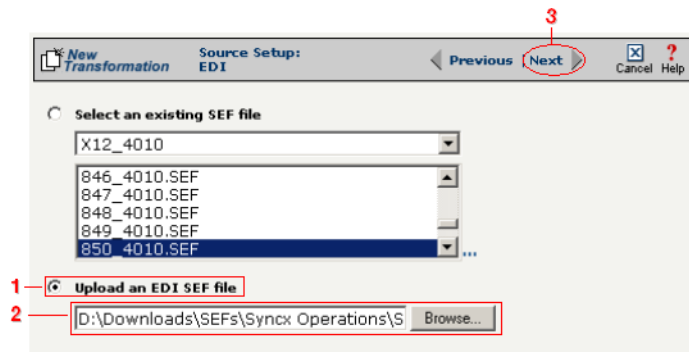 3
New Transformation
Source Setup:
EDI
Previous
Next
Cancel
Help
Select an existing SEF file
X12_4010
846_4010.SEF
847_4010.SEF
848_4010.SEF
849_4010.SEF
850_4010.SEF
...
1
Upload an EDI SEF file
2
D:\Downloads\SEFs\Syncx Operations\S
Browse...